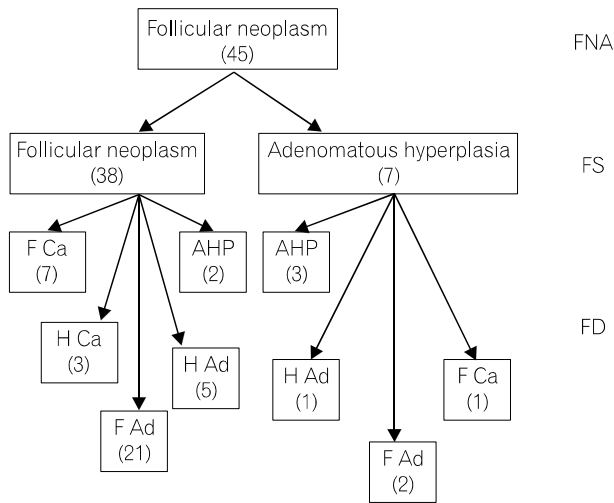 Follicular neoplasm
(45)
FNA
Follicular neoplasm
(38)
Adenomatous hyperplasia
(7)
FS
F Ca
(7)
AHP
(2)
AHP
(3)
H Ca
(3)
H Ad
(5)
H Ad
(1)
F Ca
(1)
FD
F Ad
(21)
F Ad
(2)